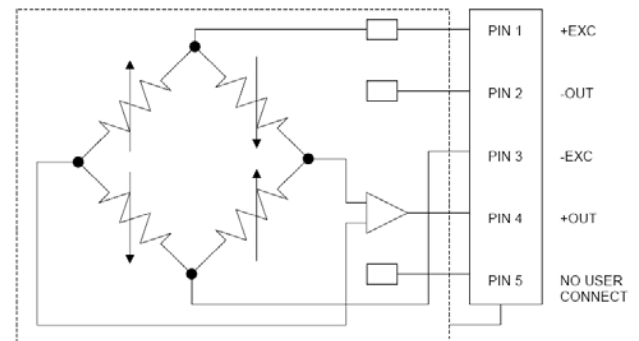 PIN 1 +EXC
PIN 2 -OUT
PIN 3 -EXC
PIN 4 +OUT
PIN 5 NO USER
CONNECT